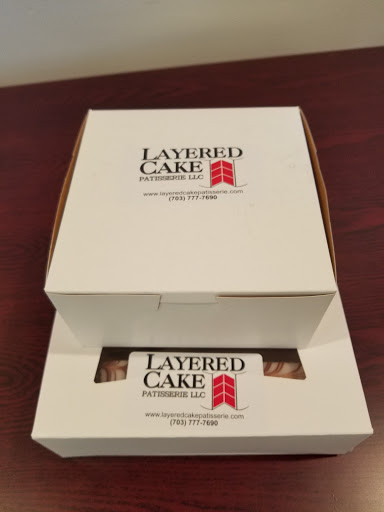 LAYERED
CAKE
PATISSERIE LLC
www.layeredcakepatisserie.com
(703) 777-7690
LAYERED
CAKE
PATISSERIE LLC
www.layeredcakepatisserie.com
(703) 777-7690